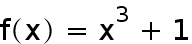 f(x) = x³ + 1